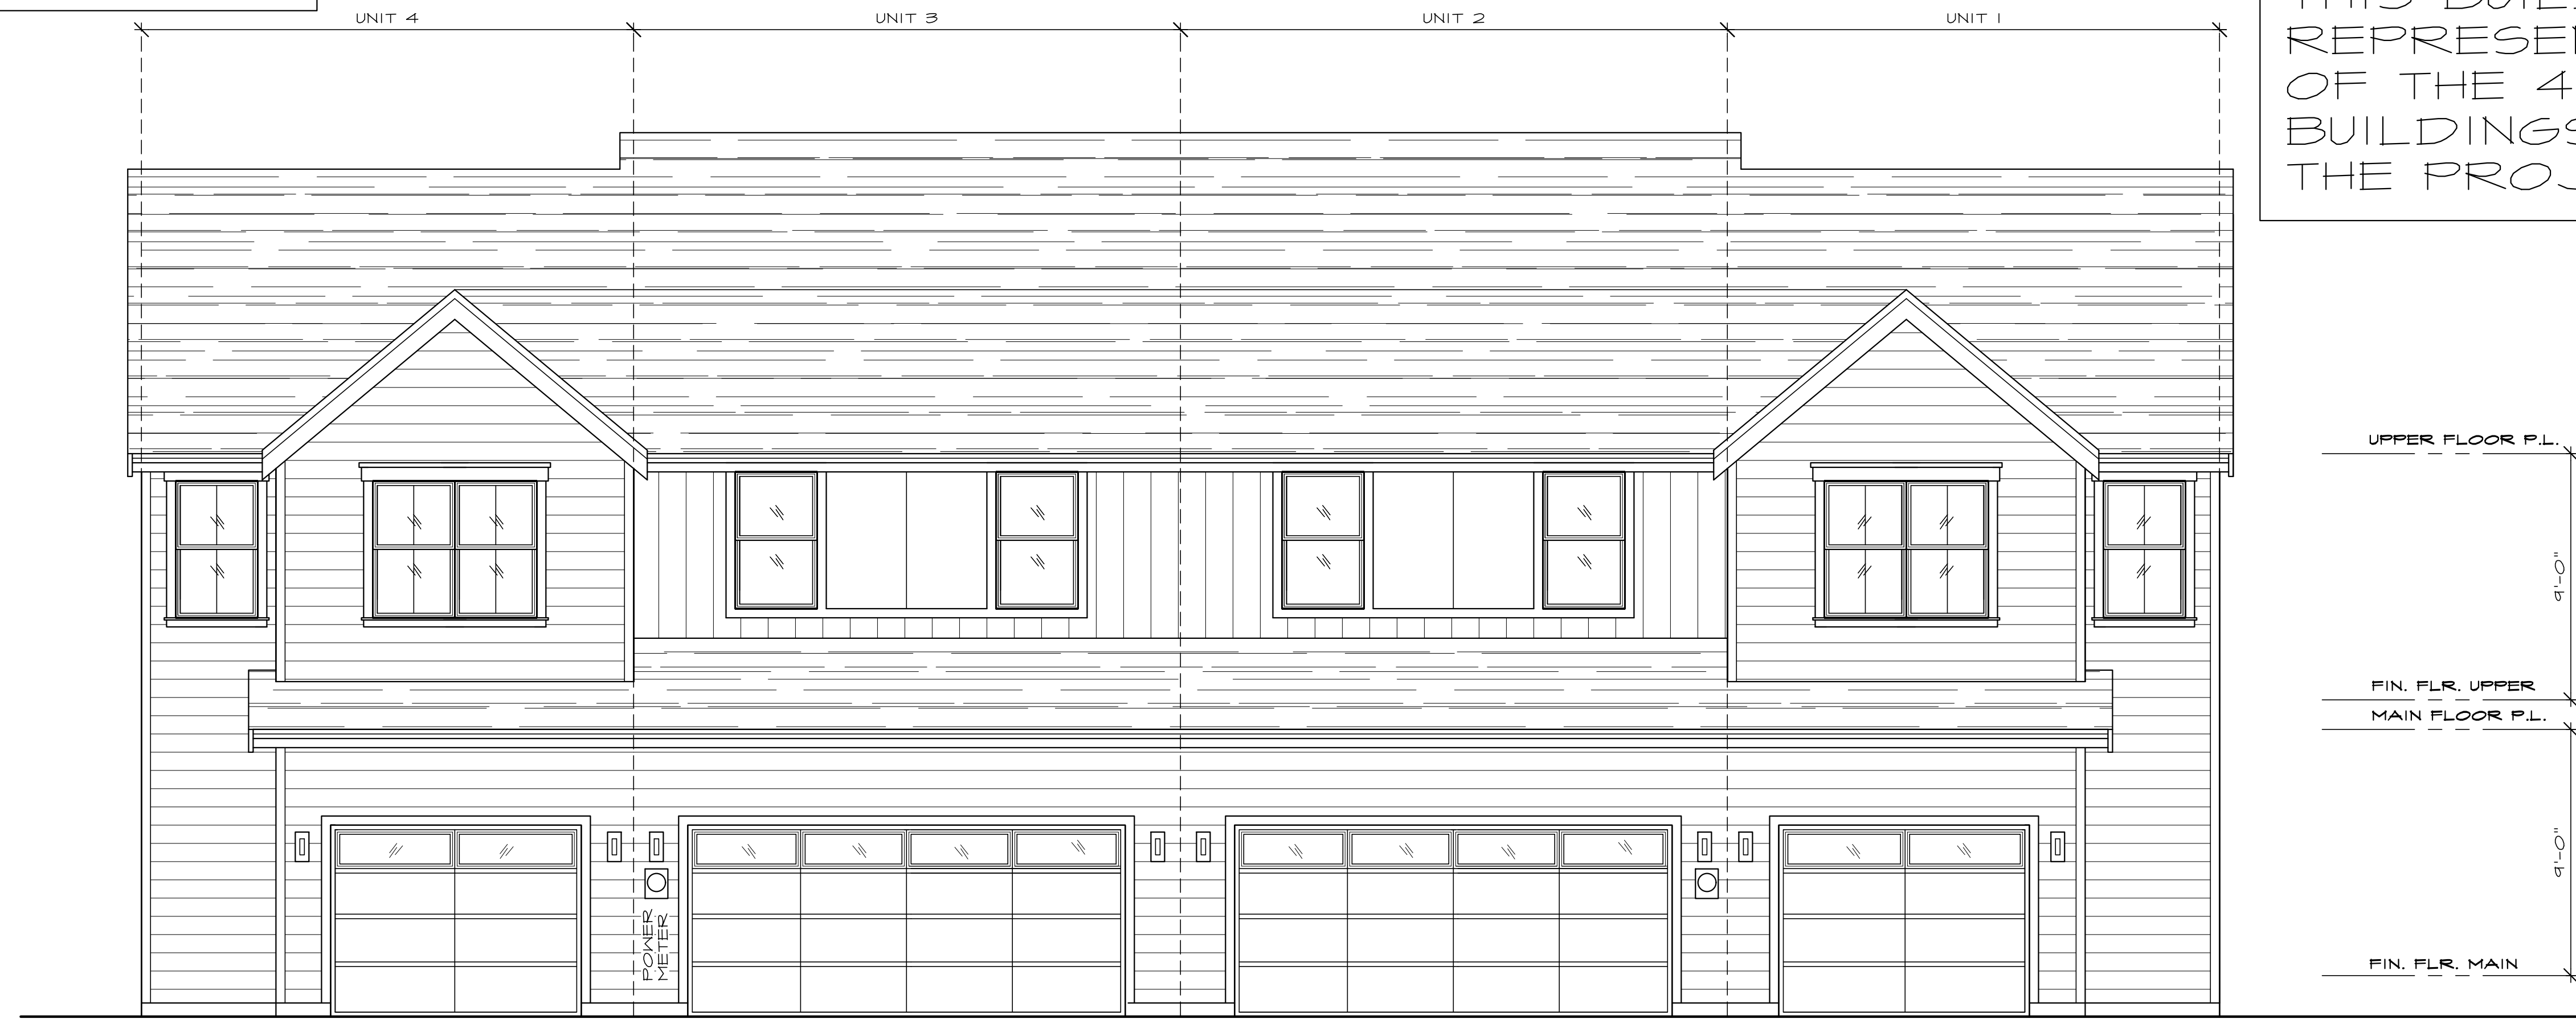 UNIT 4
UNIT 3
UNIT 2
UNIT 1
REPRESE
OF THE 4
BUILDINGS
THE PROJ
UPPER FLOOR P.L.
9'-0"
FIN. FLR. UPPER
MAIN FLOOR P.L.
9'-0"
POWER
METER
FIN. FLR. MAIN